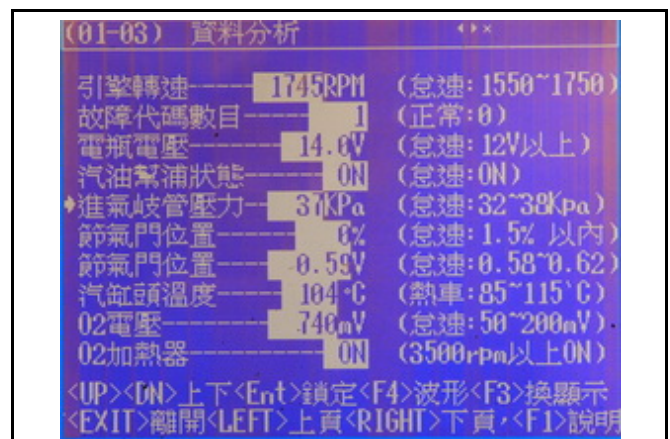 (01-03) 資料分析
引擎轉速-----1745RPM (怠速:1550~1750)
故障代碼數目----1 (正常:0)
電瓶電壓------14.0V (怠速:12V以上)
汽油幫浦狀態----ON (怠速:ON)
進氣岐管壓力--37KPa (怠速:32~38Kpa)
節氣門位置-----0% (怠速:1.5% 以內)
節氣門位置-----0.59V (怠速:0.58~0.62)
汽缸頭溫度-----104°C (熱車:85~115`C)
O2電壓--------740mV (怠速:50~200mV)
O2加熱器-------ON (3500rpm以上ON)
<UP><DN>上下<Ent>鎖定<F4>波形<F3>換顯示
<EXIT>離開<LEFT>上頁<RIGHT>下頁,<F1>說明